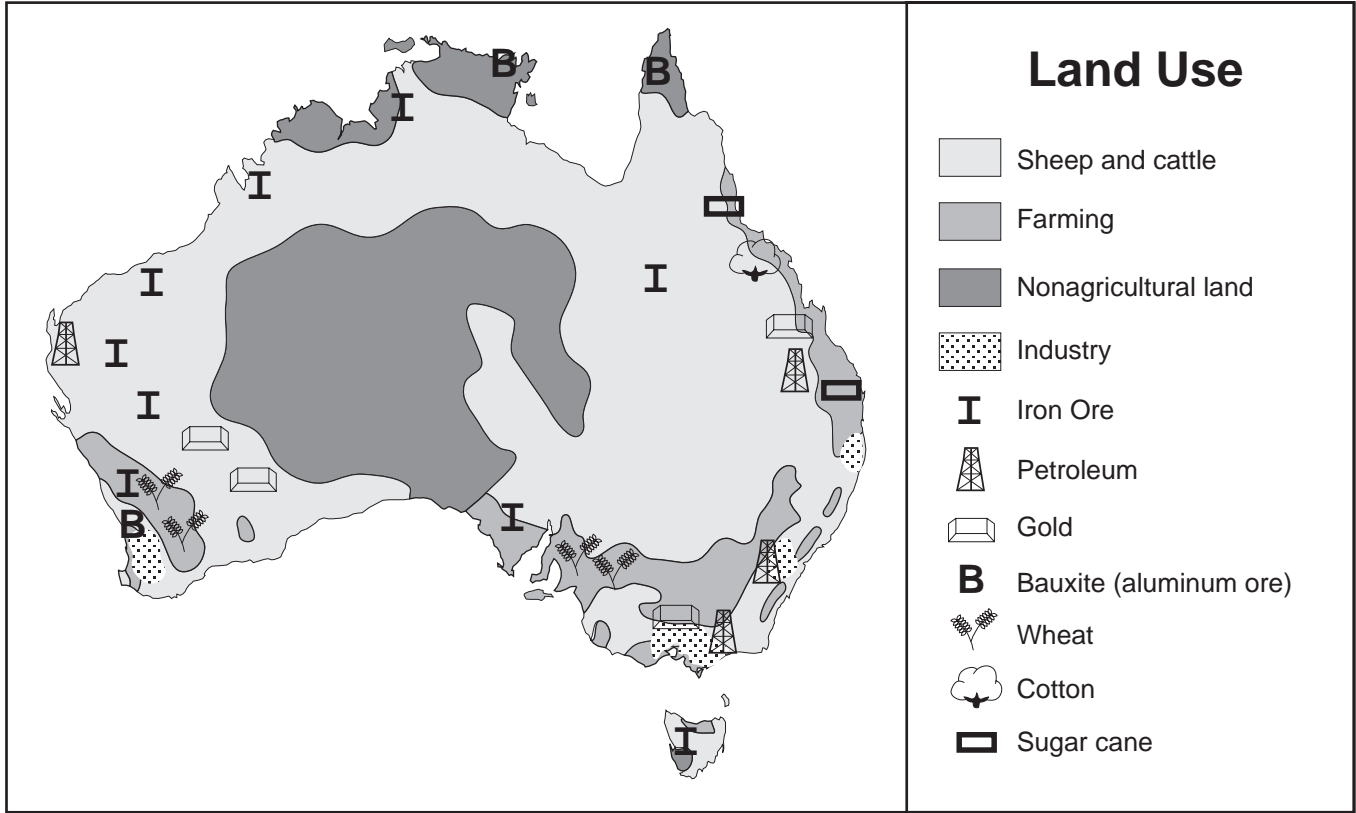 Land Use
Sheep and cattle
Farming
Nonagricultural land
Industry
I Iron Ore
Petroleum
Gold
B Bauxite (aluminum ore)
Wheat
Cotton
Sugar cane
B
B
I
I
I
I
I
I
I
B
I
I